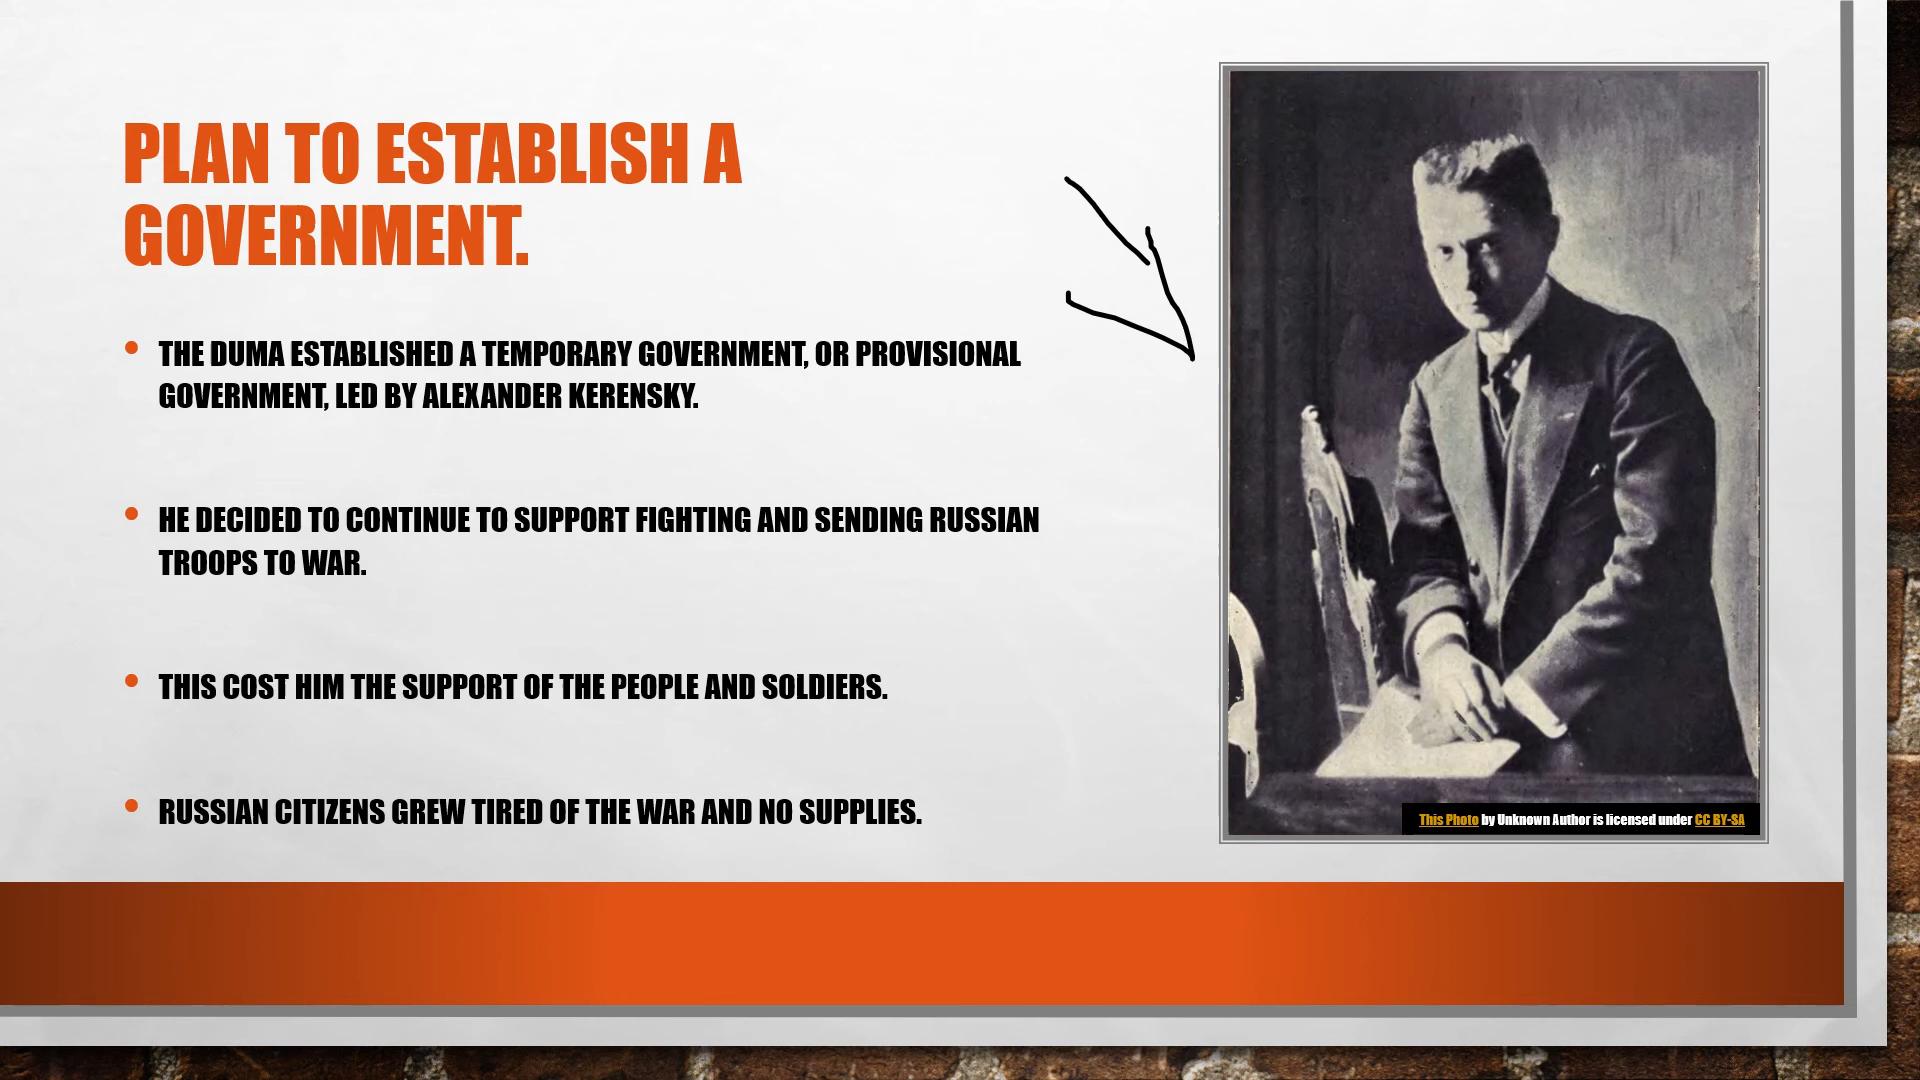 PLAN TO ESTABLISH A
GOVERNMENT.
• THE DUMA ESTABLISHED A TEMPORARY GOVERNMENT, OR PROVISIONAL
GOVERNMENT, LED BY ALEXANDER KERENSKY.
• HE DECIDED TO CONTINUE TO SUPPORT FIGHTING AND SENDING RUSSIAN
TROOPS TO WAR.
• THIS COST HIM THE SUPPORT OF THE PEOPLE AND SOLDIERS.
• RUSSIAN CITIZENS GREW TIRED OF THE WAR AND NO SUPPLIES.
This Photo by Unknown Author is licensed under CC BY-SA